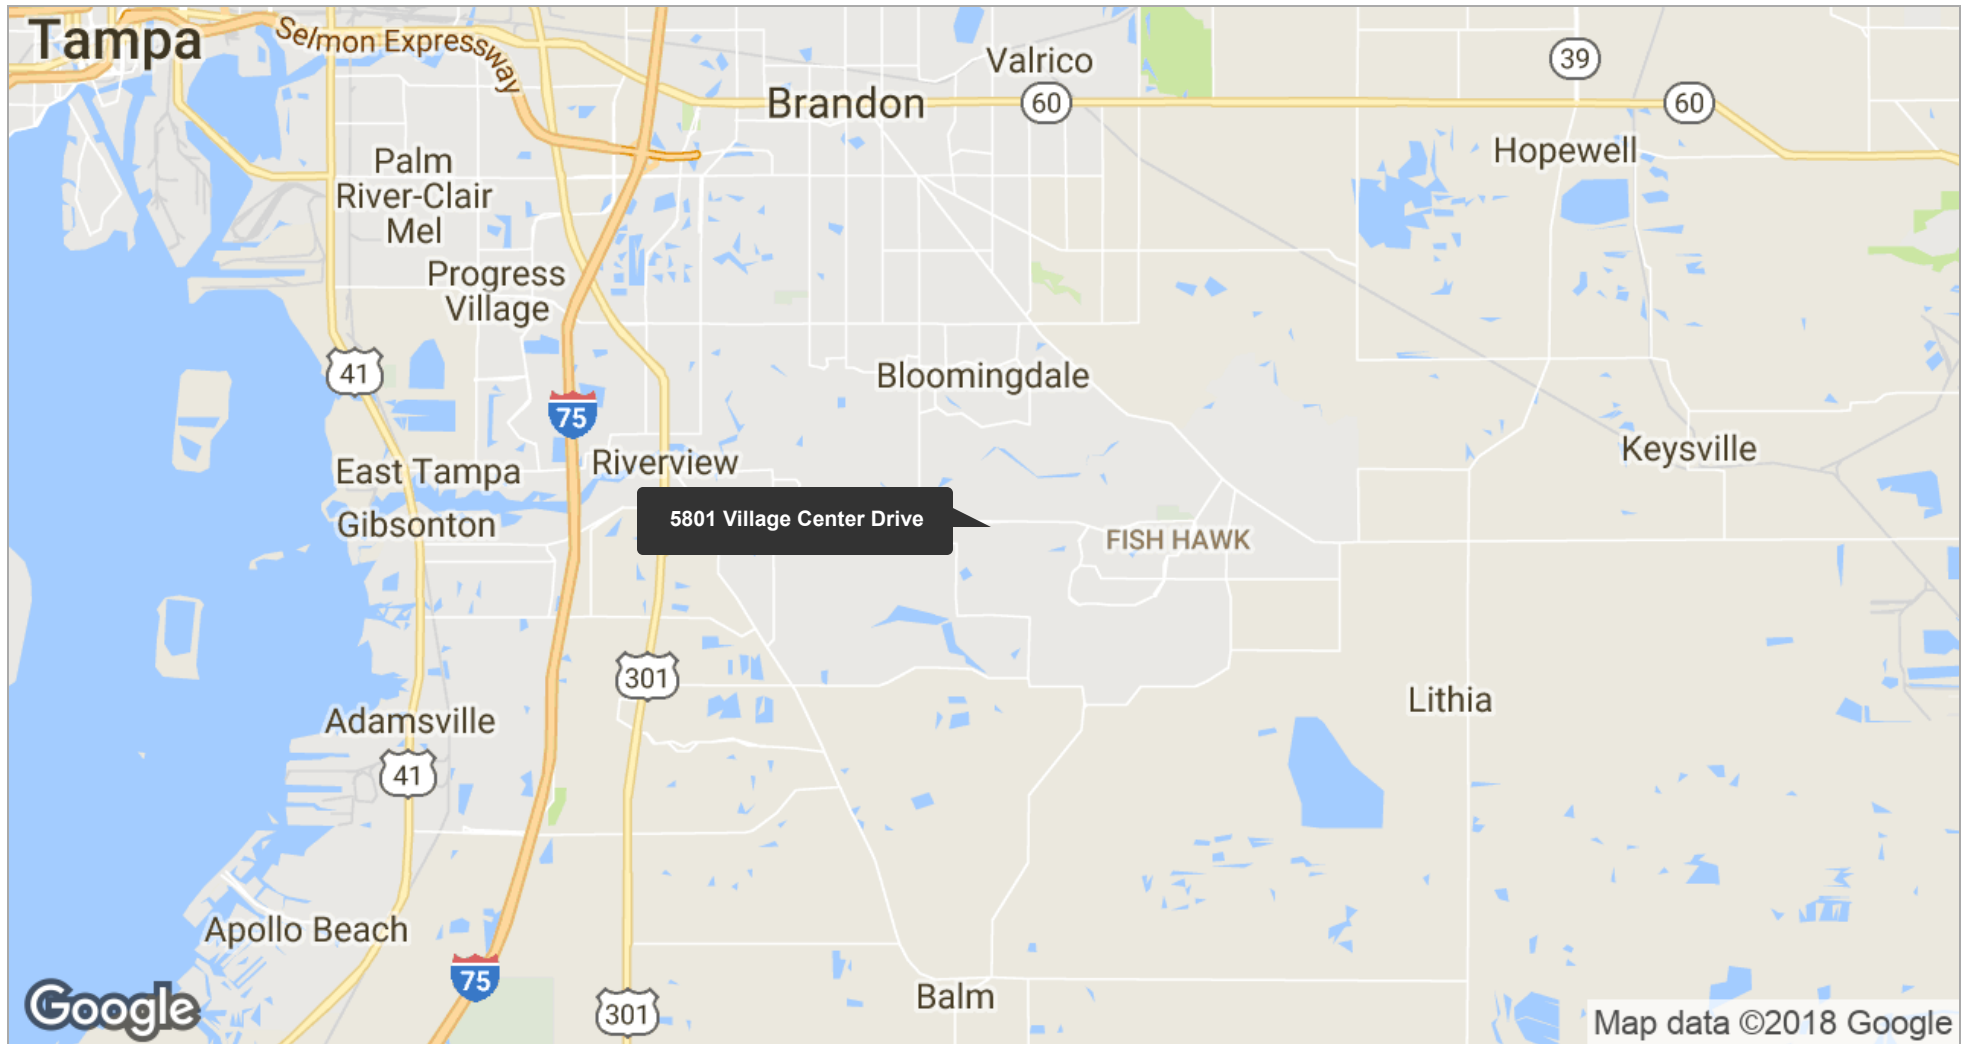 Tampa
Selmon Expressway
Valrico
39
Brandon
60
60
Hopewell
Palm
River-Clair
Mel
Progress
Village
41
Bloomingdale
75
Riverview
East Tampa
Keysville
Gibsonton
5801 Village Center Drive
FISH HAWK
301
Lithia
Adamsville
41
Apollo Beach
75
Balm
301
Google
Map data ©2018 Google